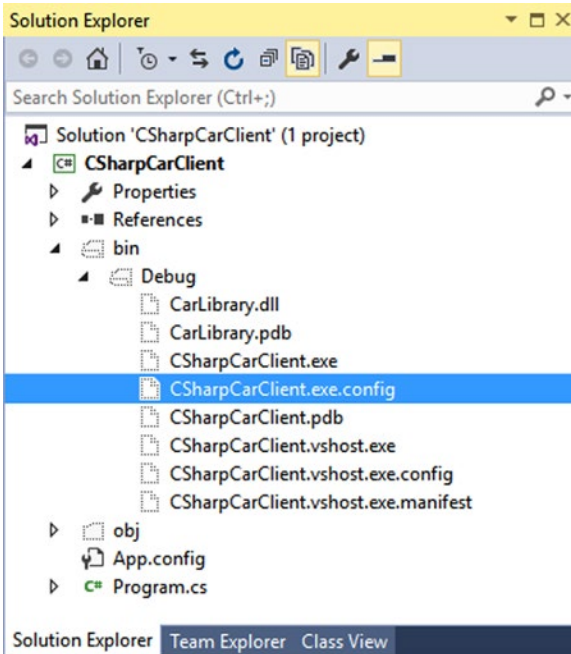 Solution Explorer
Search Solution Explorer (Ctrl+;)
Solution 'CSharpCarClient' (1 project)
C# CSharpCarClient
Properties
References
bin
Debug
CarLibrary.dll
CarLibrary.pdb
CSharpCarClient.exe
CSharpCarClient.exe.config
CSharpCarClient.pdb
CSharpCarClient.vshost.exe
CSharpCarClient.vshost.exe.config
CSharpCarClient.vshost.exe.manifest
obj
App.config
C# Program.cs
Solution Explorer Team Explorer Class View